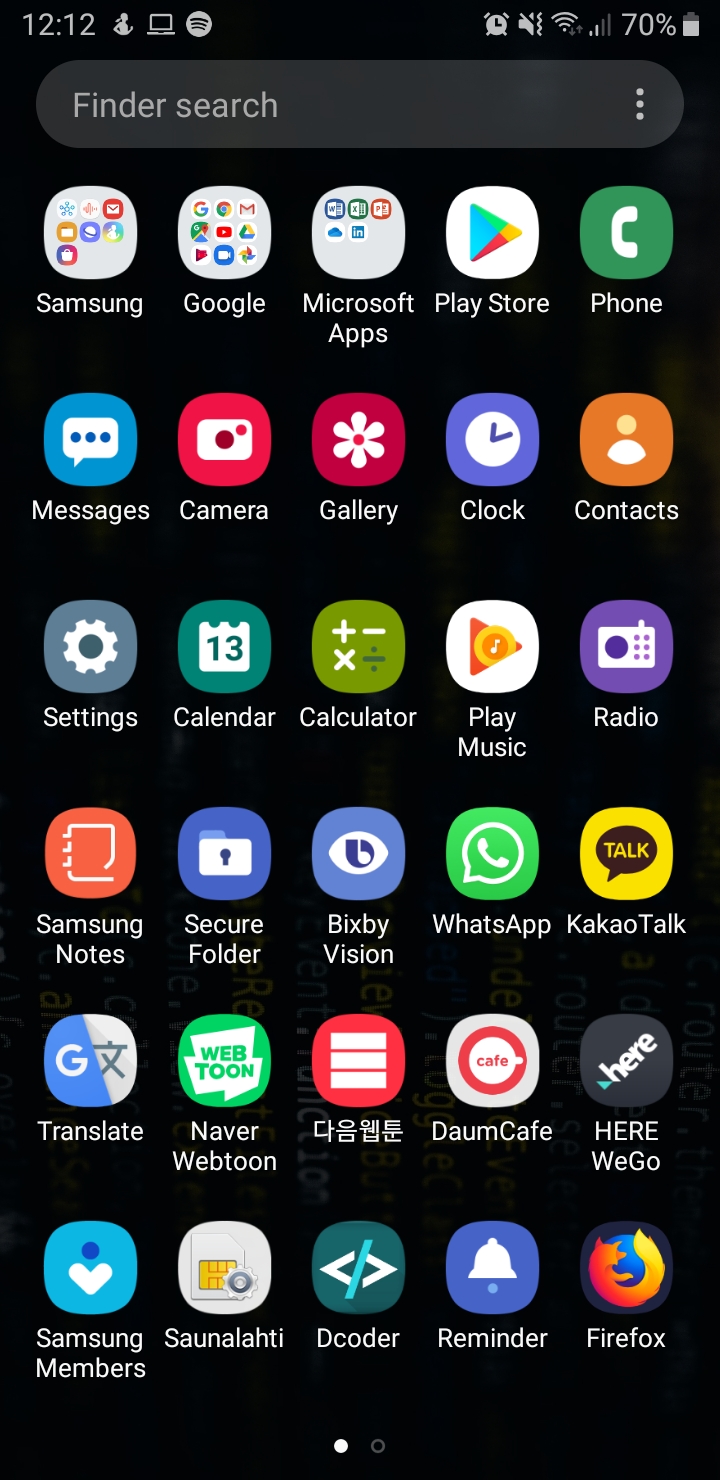 12:12
70%
Finder search
Samsung
Google
Microsoft
Apps
Play Store
Phone
Messages
Camera
Gallery
Clock
Contacts
Settings
13
Calendar
Calculator
Play
Music
Radio
Samsung
Notes
Secure
Folder
Bixby
Vision
WhatsApp
TALK
KakaoTalk
G文
Translate
WEB
TOON
Naver
Webtoon
다음웹툰
cafe
DaumCafe
here
HERE
WeGo
Samsung
Members
Saunalahti
Dcoder
Reminder
Firefox